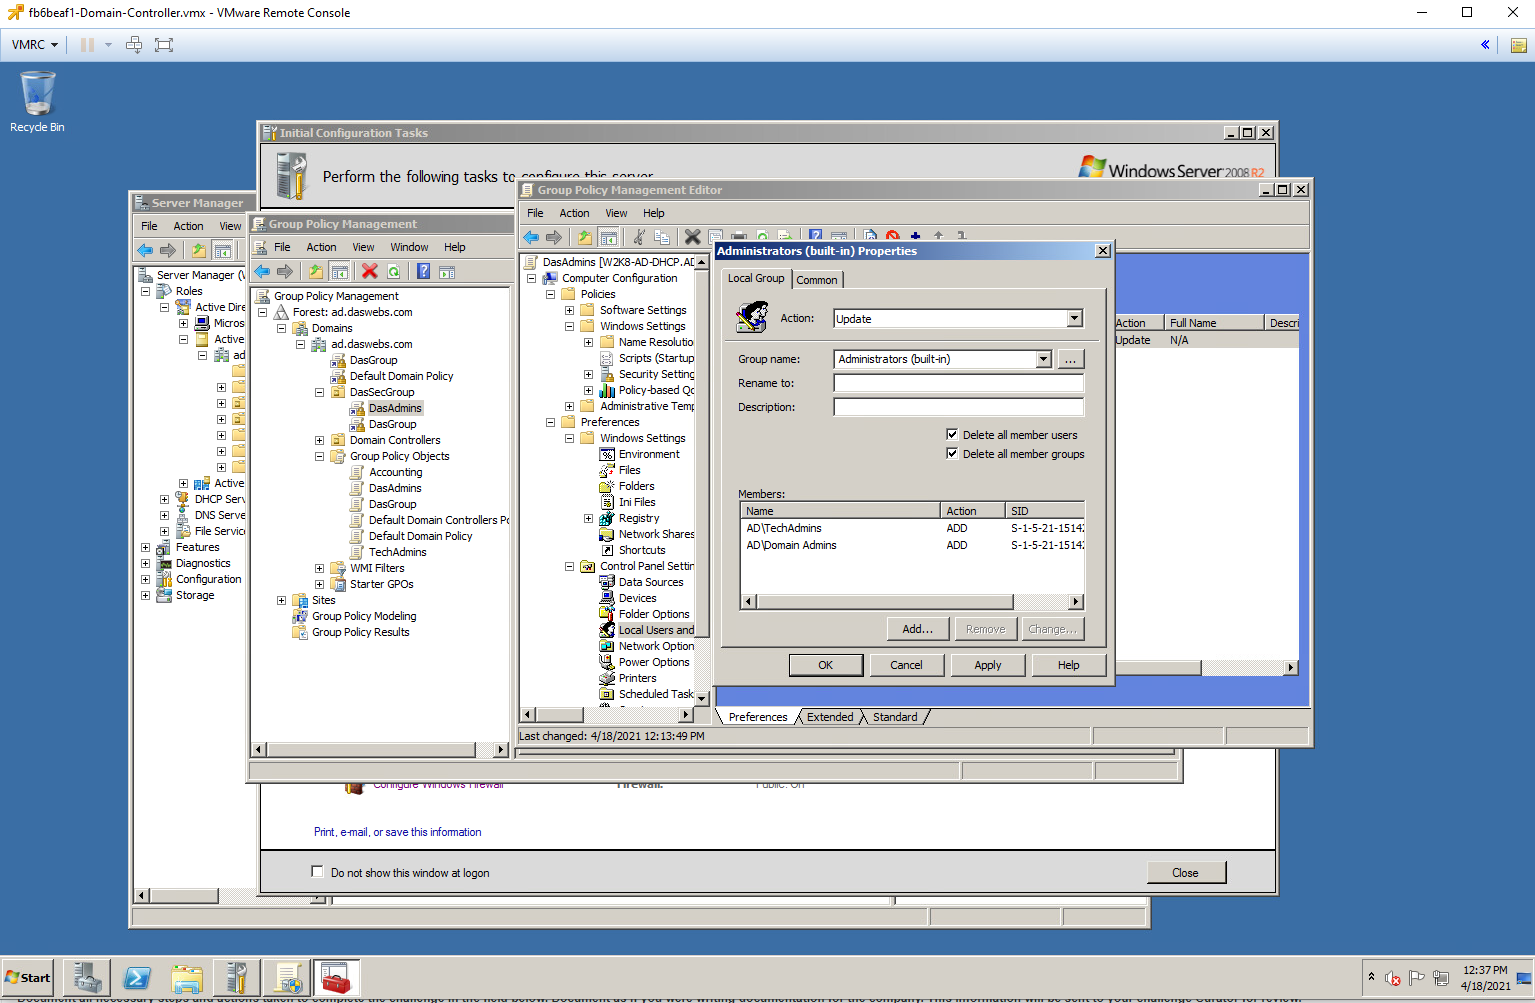 fb6beaf1-Domain-Controller.vmx - VMware Remote Console
VMRC
Recycle Bin
Initial Configuration Tasks
Perform the following tasks to configure this server
Windows Server 2008 R2
Server Manager
File Action View
Server Manager (
Roles
Active Dire
Micros
Active
ad
Active
DHCP Serv
DNS Serve
File Servic
Features
Diagnostics
Configuration
Storage
Group Policy Management
File Action View Window Help
Group Policy Management
Forest: ad.daswebs.com
Domains
ad.daswebs.com
DasGroup
Default Domain Policy
DasSecGroup
DasAdmins
DasGroup
Domain Controllers
Group Policy Objects
Accounting
DasAdmins
DasGroup
Default Domain Controllers Po
Default Domain Policy
TechAdmins
WMI Filters
Starter GPOs
Sites
Group Policy Modeling
Group Policy Results
Group Policy Management Editor
File Action View Help
DasAdmins [W2K8-AD-DHCP.AD
Computer Configuration
Policies
Software Settings
Windows Settings
Name Resolutio
Scripts (Startup
Security Setting
Policy-based Qo
Administrative Temp
Preferences
Windows Settings
Environment
Files
Folders
Ini Files
Registry
Network Shares
Shortcuts
Control Panel Settin
Data Sources
Devices
Folder Options
Local Users and
Network Option
Power Options
Printers
Scheduled Task
Action Full Name Descri
Update N/A
Preferences Extended Standard
Last changed: 4/18/2021 12:13:49 PM
Administrators (built-in) Properties
Local Group Common
Action: Update
Group name: Administrators (built-in) ...
Rename to:
Description:
Delete all member users
Delete all member groups
Members:
Name Action SID
AD\TechAdmins ADD S-1-5-21-1514
AD\Domain Admins ADD S-1-5-21-1514
Add... Remove Change...
OK Cancel Apply Help
Configure Windows Firewall Firewall: Public: On
Print, e-mail, or save this information
Do not show this window at logon
Close
Start
12:37 PM
4/18/2021
Document all necessary steps and actions taken to complete the challenge in the field below. Document as if you were writing documentation for the company. This information will be sent to your challenge Curator for review.